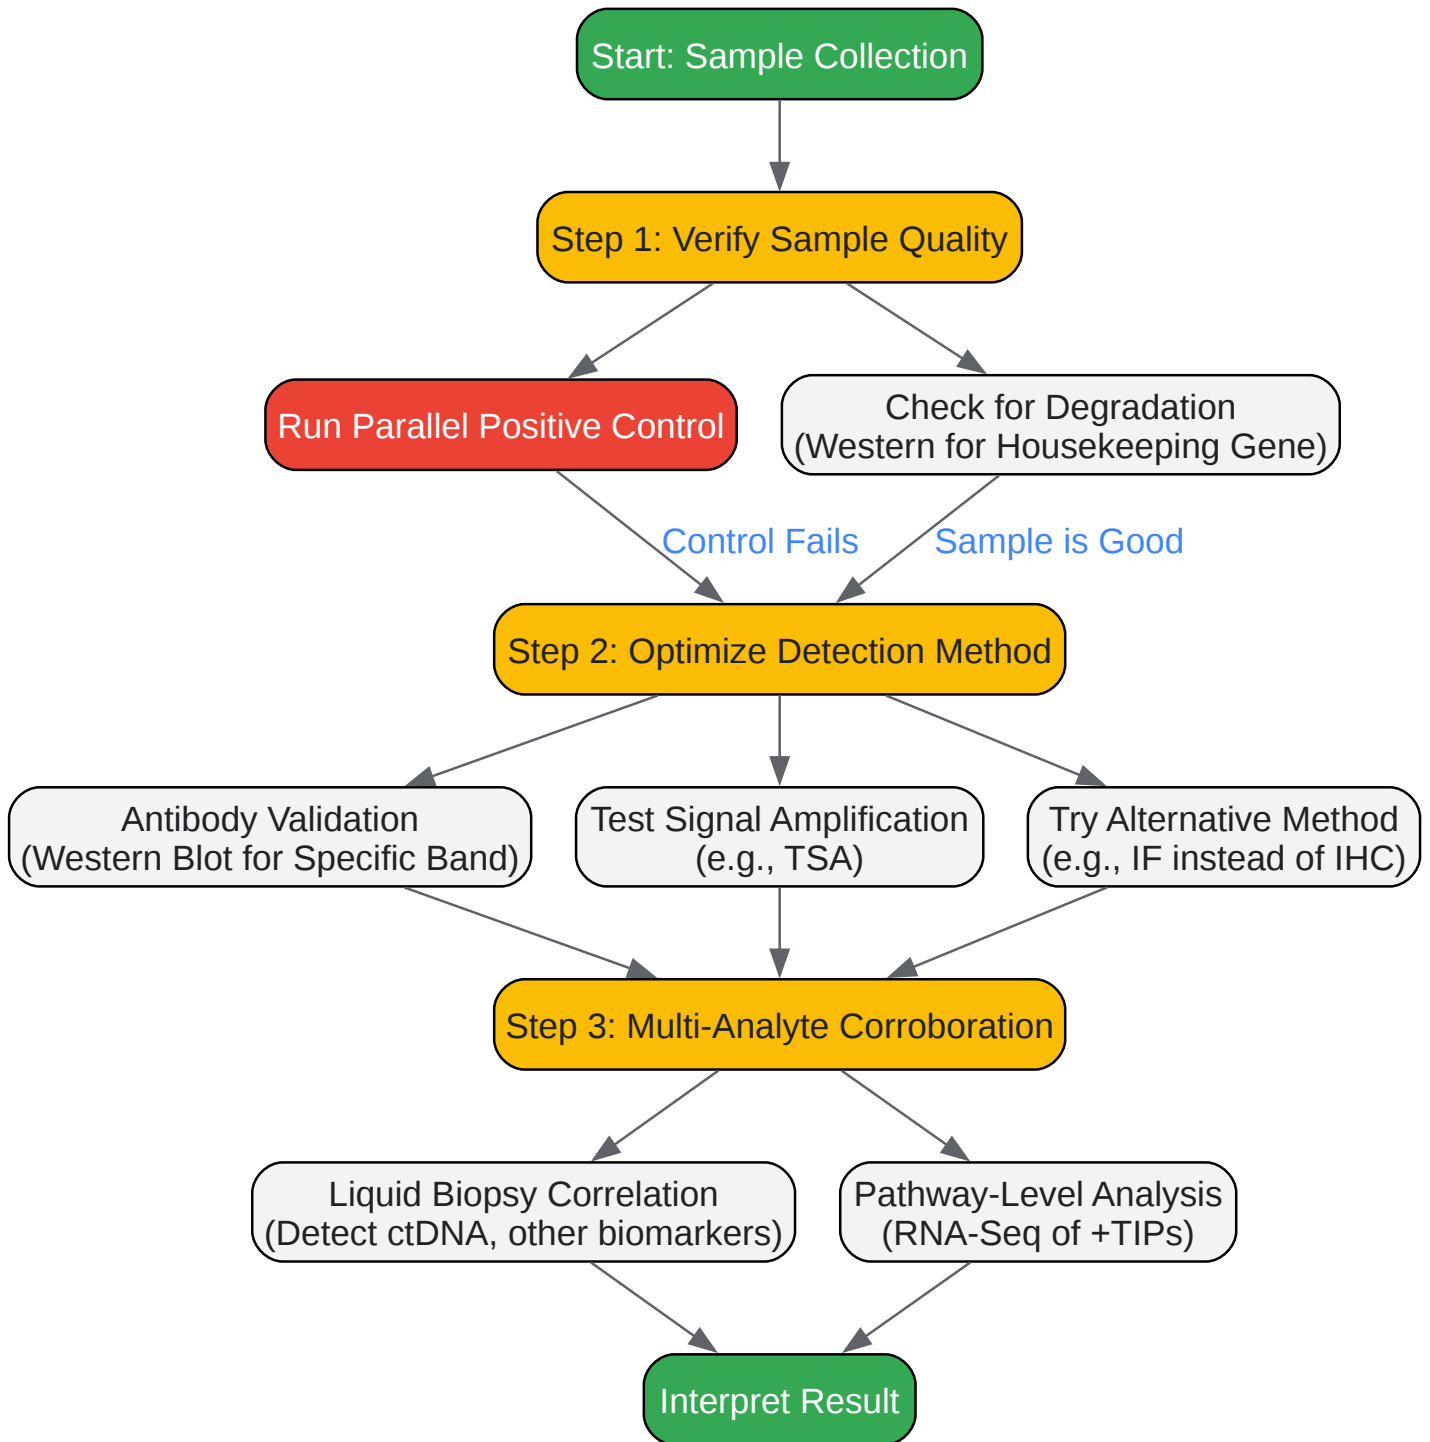 Start: Sample Collection
Step 1: Verify Sample Quality
Run Parallel Positive Control
Check for Degradation
(Western for Housekeeping Gene)
Control Fails
Sample is Good
Step 2: Optimize Detection Method
Antibody Validation
(Western Blot for Specific Band)
Test Signal Amplification
(e.g., TSA)
Try Alternative Method
(e.g., IF instead of IHC)
Step 3: Multi-Analyte Corroboration
Liquid Biopsy Correlation
(Detect ctDNA, other biomarkers)
Pathway-Level Analysis
(RNA-Seq of +TIPs)
Interpret Result